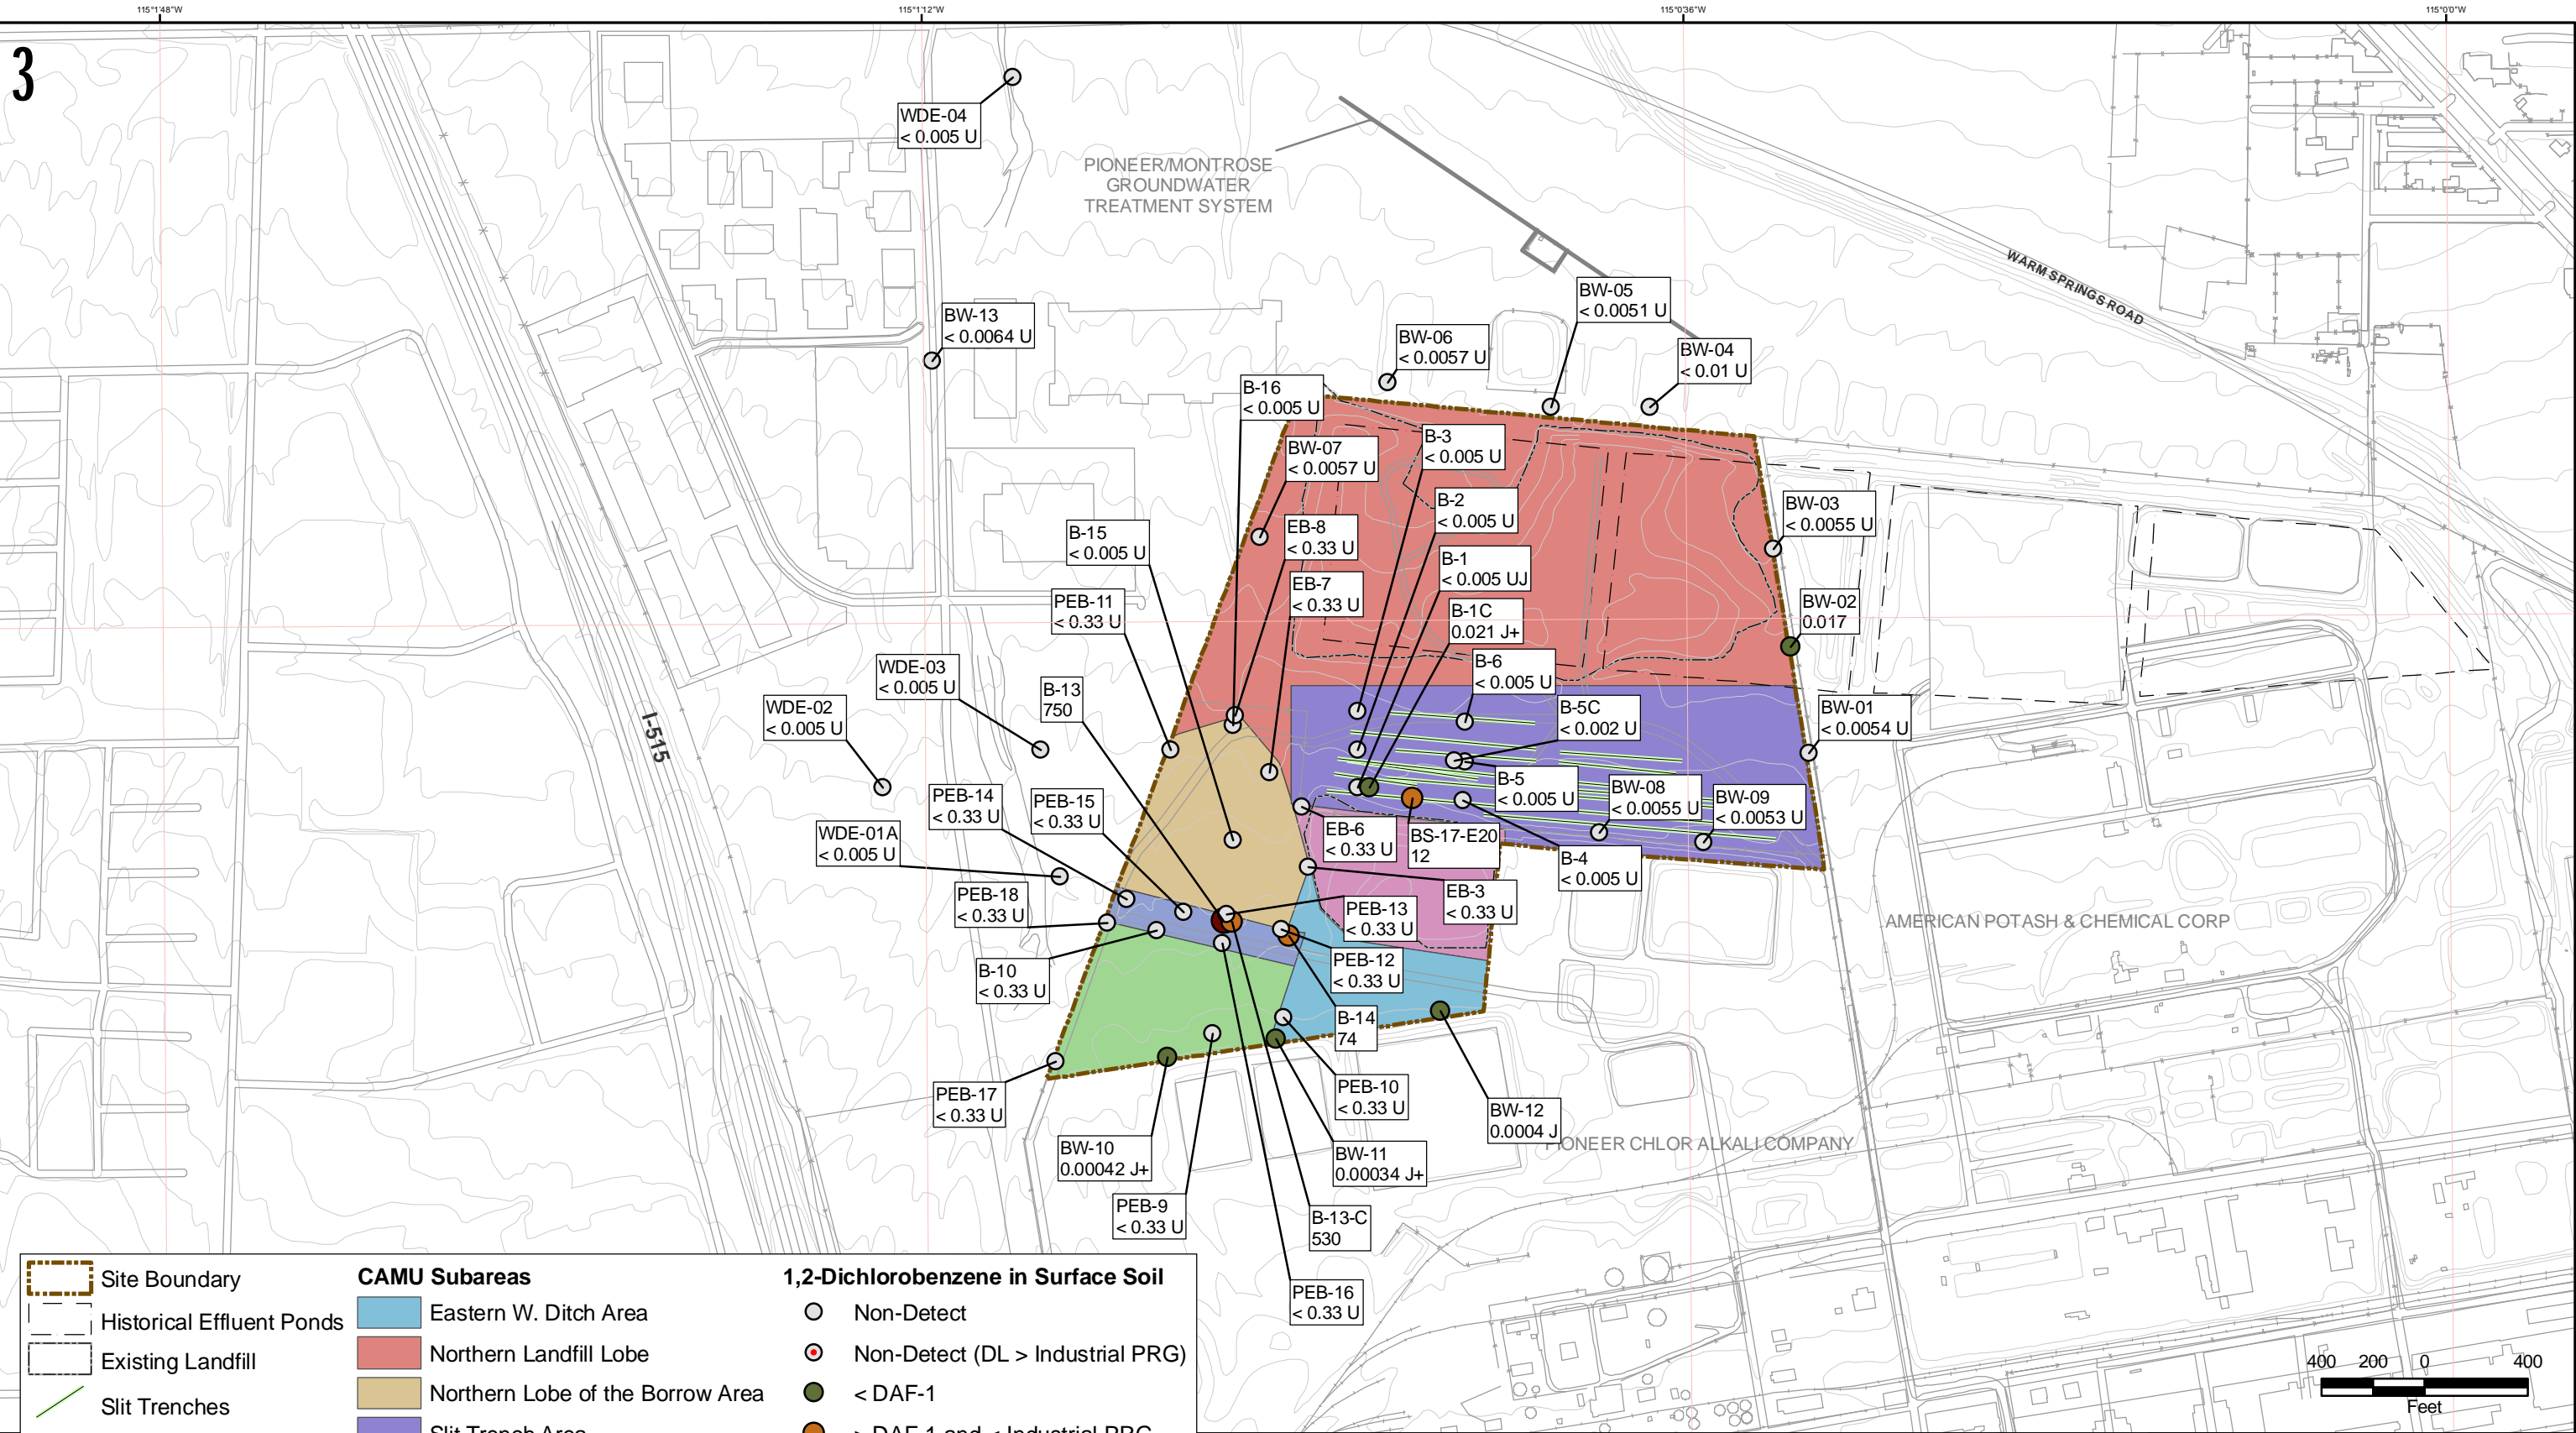 115°1'48"W
115°1'12"W
115°0'36"W
115°0'0"W
3
WDE-04
< 0.005 U
PIONEER/MONTROSE
GROUNDWATER
TREATMENT SYSTEM
WARM SPRINGS ROAD
BW-13
< 0.0064 U
BW-05
< 0.0051 U
BW-06
< 0.0057 U
BW-04
< 0.01 U
B-16
< 0.005 U
BW-07
< 0.0057 U
B-3
< 0.005 U
B-2
< 0.005 U
BW-03
< 0.0055 U
B-15
< 0.005 U
EB-8
< 0.33 U
B-1
< 0.005 UJ
EB-7
< 0.33 U
PEB-11
< 0.33 U
B-1C
0.021 J+
BW-02
0.017
WDE-03
< 0.005 U
B-6
< 0.005 U
B-13
750
WDE-02
< 0.005 U
I-515
B-5C
< 0.002 U
BW-01
< 0.0054 U
B-5
< 0.005 U
BW-08
< 0.0055 U
BW-09
< 0.0053 U
PEB-14
< 0.33 U
PEB-15
< 0.33 U
WDE-01A
< 0.005 U
EB-6
< 0.33 U
BS-17-E20
12
B-4
< 0.005 U
PEB-18
< 0.33 U
EB-3
< 0.33 U
PEB-13
< 0.33 U
AMERICAN POTASH & CHEMICAL CORP
B-10
< 0.33 U
PEB-12
< 0.33 U
B-14
74
PEB-17
< 0.33 U
PEB-10
< 0.33 U
BW-12
0.0004 J
PIONEER CHLOR ALKALI COMPANY
BW-10
0.00042 J+
BW-11
0.00034 J+
PEB-9
< 0.33 U
B-13-C
530
PEB-16
< 0.33 U
Site Boundary
Historical Effluent Ponds
Existing Landfill
Slit Trenches
CAMU Subareas
Eastern W. Ditch Area
Northern Landfill Lobe
Northern Lobe of the Borrow Area
Slit Trench Area
1,2-Dichlorobenzene in Surface Soil
Non-Detect
Non-Detect (DL > Industrial PRG)
< DAF-1
> DAF-1 and < Industrial PRG
400 200 0 400
Feet